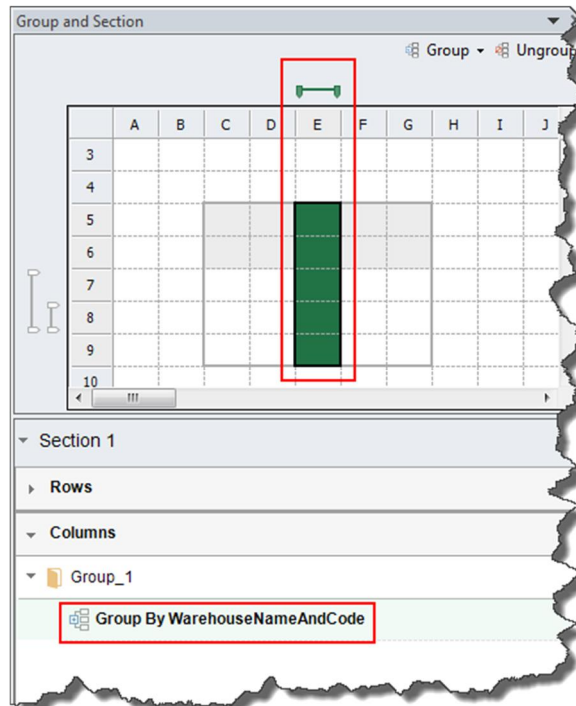 Group and Section
Group Ungroup
A B C D E F G H I J
3
4
5
6
7
8
9
10
Section 1
Rows
Columns
Group_1
Group By WarehouseNameAndCode